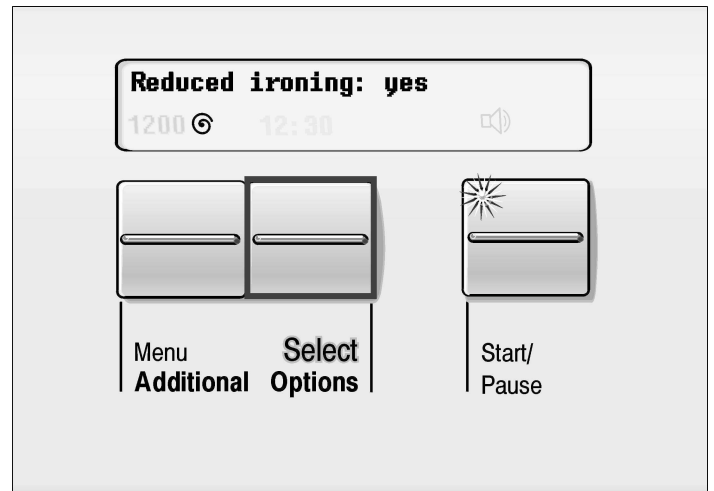 Reduced ironing: yes
1200 12:30
Menu Select
Additional Options
Start/
Pause